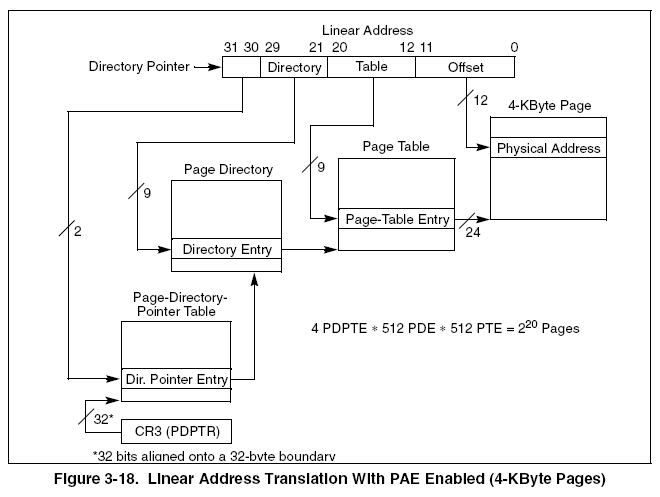 Linear Address
31 30 29 21 20 12 11 0
Directory Pointer
Directory
Table
Offset
12
4-KByte Page
Physical Address
Page Table
9
Page-Table Entry
24
Page Directory
9
Directory Entry
2
Page-Directory-
Pointer Table
Dir. Pointer Entry
4 PDPTE * 512 PDE * 512 PTE = 2²⁰ Pages
32*
CR3 (PDPTR)
*32 bits aligned onto a 32-byte boundary
Figure 3-18. Linear Address Translation With PAE Enabled (4-KByte Pages)